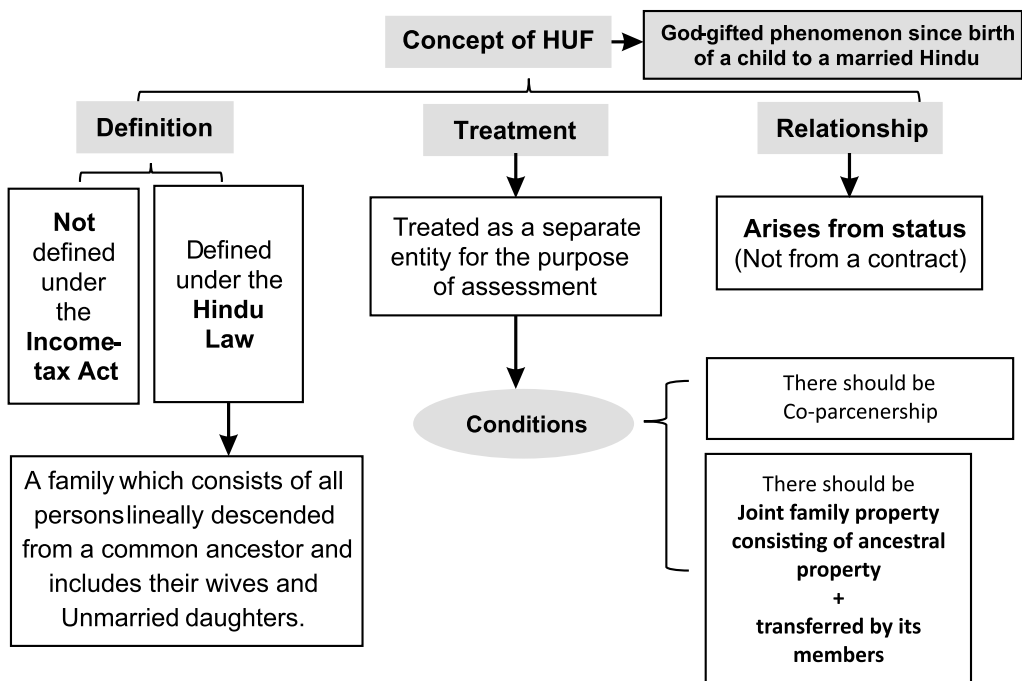 Concept of HUF
God-gifted phenomenon since birth
of a child to a married Hindu
Definition
Treatment
Relationship
Not
defined
under
the
Income-
tax Act
Defined
under the
Hindu
Law
Treated as a separate
entity for the purpose
of assessment
Arises from status
(Not from a contract)
Conditions
There should be
Co-parcenership
A family which consists of all
persons lineally descended
from a common ancestor and
includes their wives and
Unmarried daughters.
There should be
Joint family property
consisting of ancestral
property
+
transferred by its
members